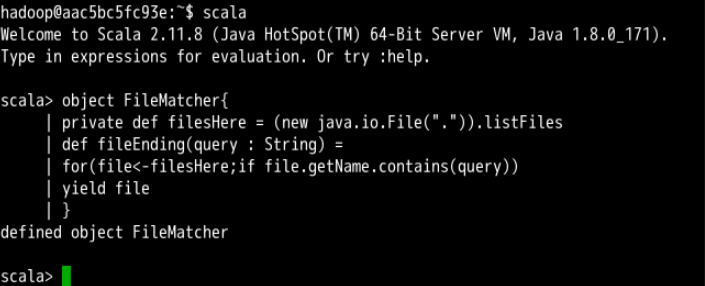 hadoop@aac5bc5fc93e:~$ scala
Welcome to Scala 2.11.8 (Java HotSpot(TM) 64-Bit Server VM, Java 1.8.0_171).
Type in expressions for evaluation. Or try :help.
scala> object FileMatcher{
| private def filesHere = (new java.io.File(".")).listFiles
| def fileEnding(query : String) =
| for(file<-filesHere;if file.getName.contains(query))
| yield file
| }
defined object FileMatcher
scala>